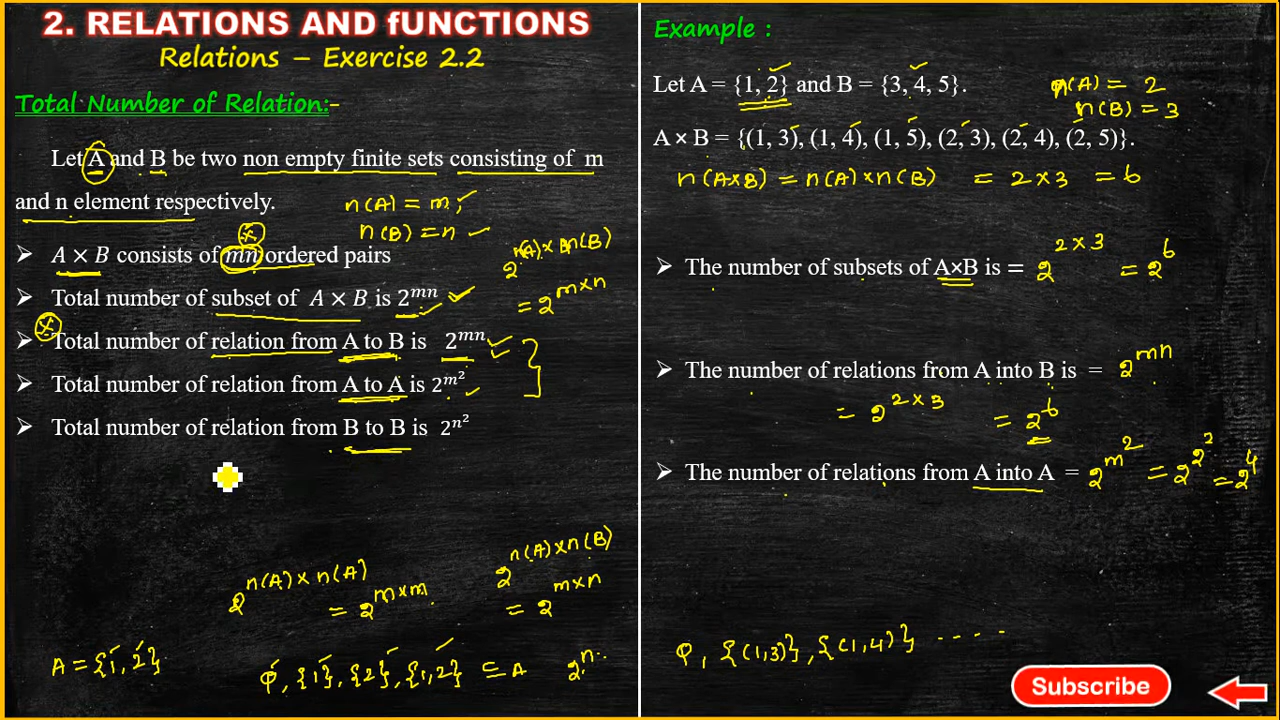 2. RELATIONS AND fUNCTIONS
Relations – Exercise 2.2
Total Number of Relation:-
Let A and B be two non empty finite sets consisting of m
and n element respectively.
n(A) = m;
n(B) = n
➢ A × B consists of mn ordered pairs
2^{n(A) × n(B)}
➢ Total number of subset of A × B is 2^{mn}
= 2^{m×n}
➢ Total number of relation from A to B is 2^{mn}
➢ Total number of relation from A to A is 2^{m^2}
➢ Total number of relation from B to B is 2^{n^2}
2^{n(A) × n(A)}
= 2^{m×m}
2^{n(A) × n(B)}
= 2^{m×n}
A = {1, 2}
φ, {1}, {2}, {1, 2} ⊆ A
2^n
Example :
Let A = {1, 2} and B = {3, 4, 5}.
n(A) = 2
n(B) = 3
A × B = {(1, 3), (1, 4), (1, 5), (2, 3), (2, 4), (2, 5)}.
n(A×B) = n(A) × n(B) = 2 × 3 = 6
➢ The number of subsets of A×B is = 2^{2×3} = 2^6
➢ The number of relations from A into B is = 2^{mn}
= 2^{2×3} = 2^6
➢ The number of relations from A into A = 2^{m^2} = 2^{2^2} = 2^4
φ, {(1,3)}, {(1,4)} - - - - -
Subscribe